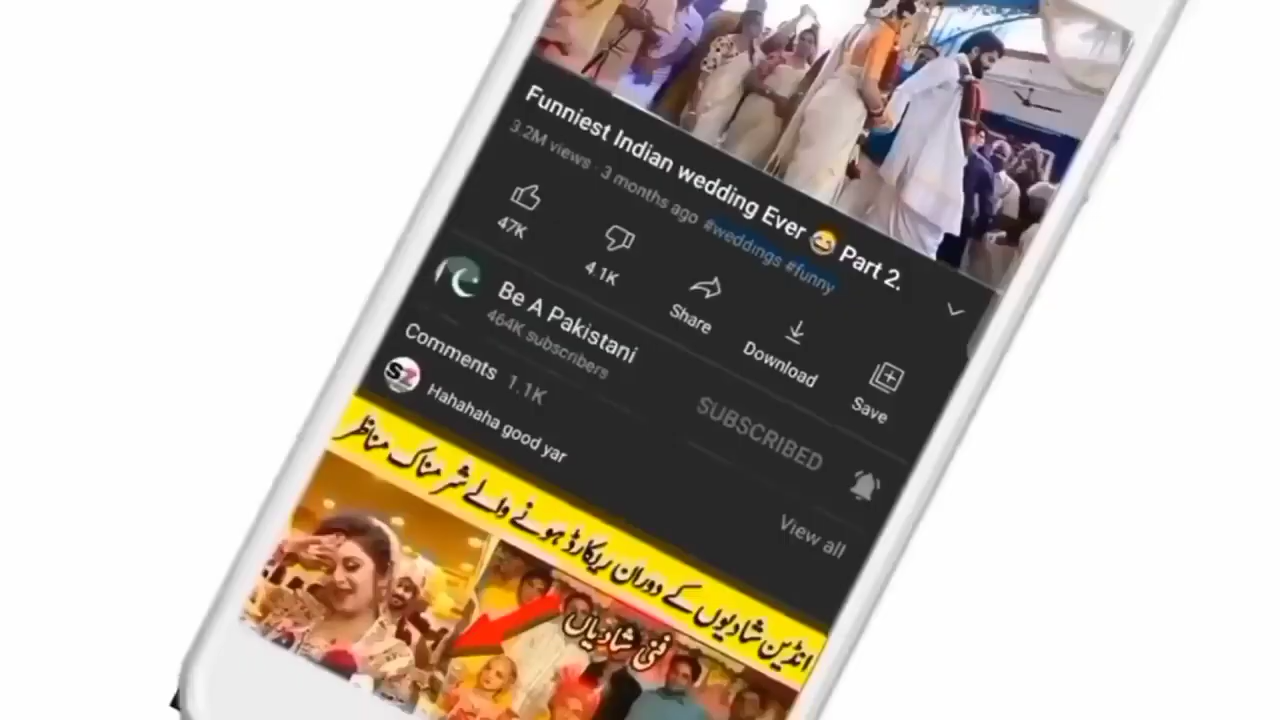 Funniest Indian wedding Ever 😂 Part 2.
3.2M views · 3 months ago #weddings #funny
47K
4.1K
Share
Download
Save
Be A Pakistani
464K subscribers
SUBSCRIBED
Comments 1.1K
View all
SZ
Hahahaha good yar
انڈین شادیوں کے دوران ریکارڈ ہونے والے شرمناک مناظر
فنی شادیاں